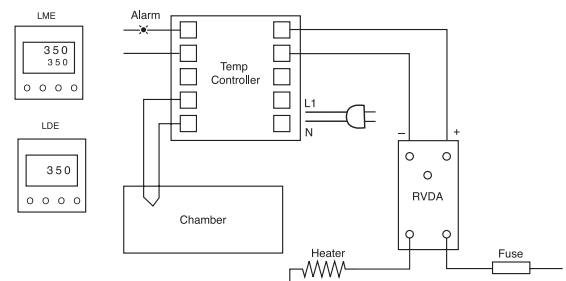 LME
350
350
LDE
350
Alarm
Temp
Controller
L1
N
– +
RVDA
Chamber
Heater
Fuse